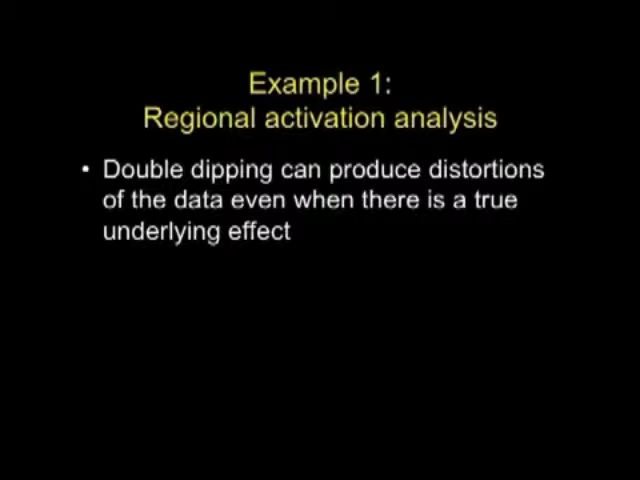 Example 1:
Regional activation analysis
• Double dipping can produce distortions
of the data even when there is a true
underlying effect